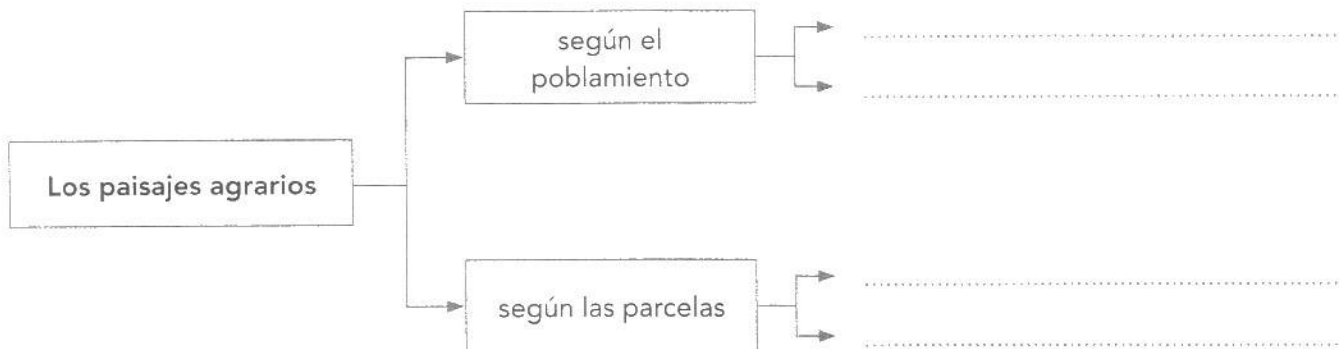 según el
poblamiento
Los paisajes agrarios
según las parcelas